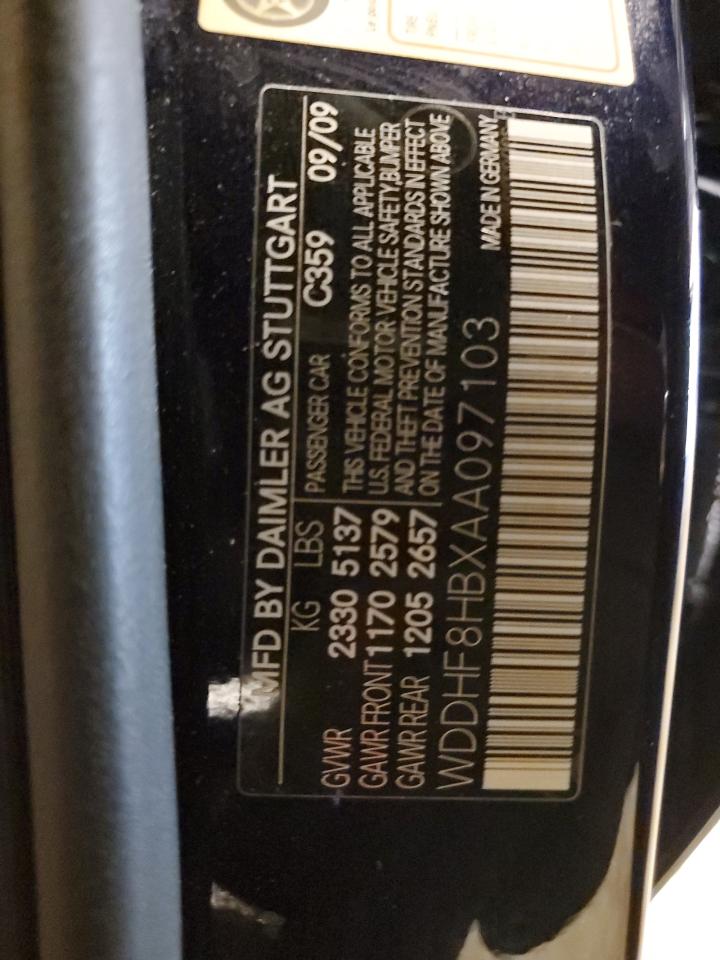 MFD BY DAIMLER AG STUTTGART
KG LBS PASSENGER CAR C359 09/09
GVWR 2330 5137 THIS VEHICLE CONFORMS TO ALL APPLICABLE
GAWR FRONT 1170 2579 U.S. FEDERAL MOTOR VEHICLE SAFETY,BUMPER
GAWR REAR 1205 2657 AND THEFT PREVENTION STANDARDS IN EFFECT
ON THE DATE OF MANUFACTURE SHOWN ABOVE
WDDHF8HBXAA097103 MADE IN GERMANY